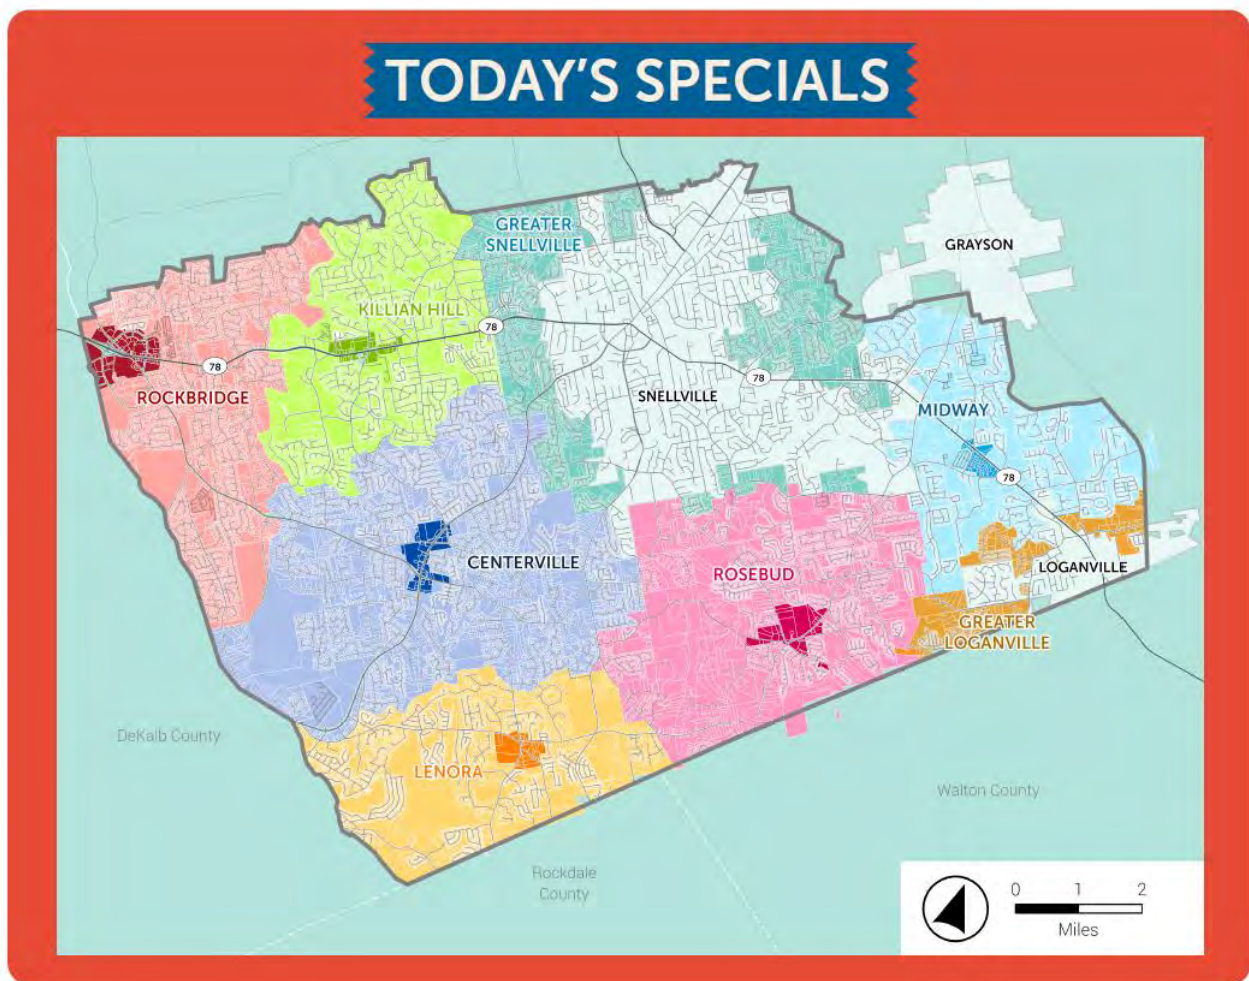 TODAY'S SPECIALS
GREATER
SNELLVILLE
GRAYSON
KILLIAN HILL
78
78
ROCKBRIDGE
SNELLVILLE
78
MIDWAY
78
CENTERVILLE
ROSEBUD
LOGANVILLE
GREATER
LOGANVILLE
DeKalb County
LENORA
Walton County
Rockdale
County
0 1 2
Miles